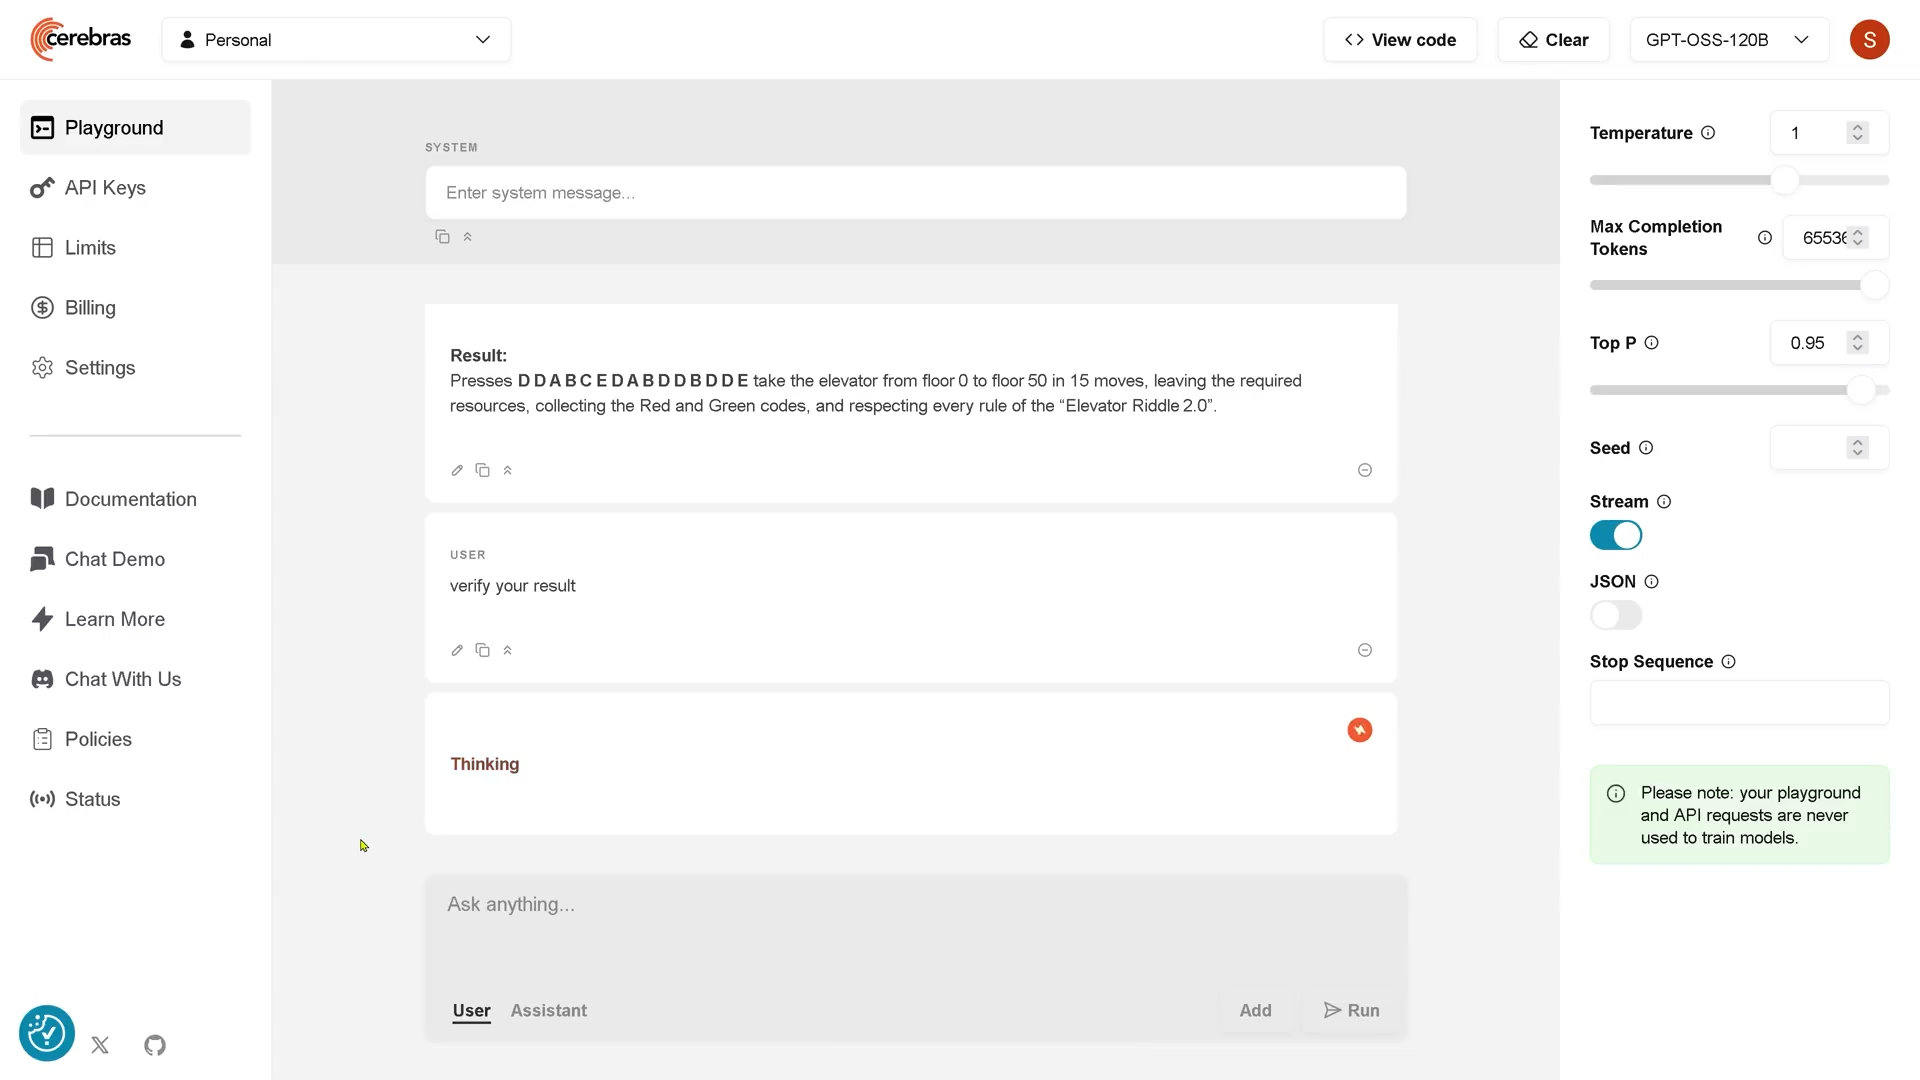 cerebras
Personal
<> View code
Clear
GPT-OSS-120B
S
Playground
API Keys
Limits
Billing
Settings
Documentation
Chat Demo
Learn More
Chat With Us
Policies
Status
SYSTEM
Enter system message...
Result:
Presses D D A B C E D A B D D B D D E take the elevator from floor 0 to floor 50 in 15 moves, leaving the required
resources, collecting the Red and Green codes, and respecting every rule of the “Elevator Riddle 2.0”.
USER
verify your result
Thinking
Ask anything...
User
Assistant
Add
Run
Temperature
1
Max Completion
Tokens
65536
Top P
0.95
Seed
Stream
JSON
Stop Sequence
Please note: your playground
and API requests are never
used to train models.